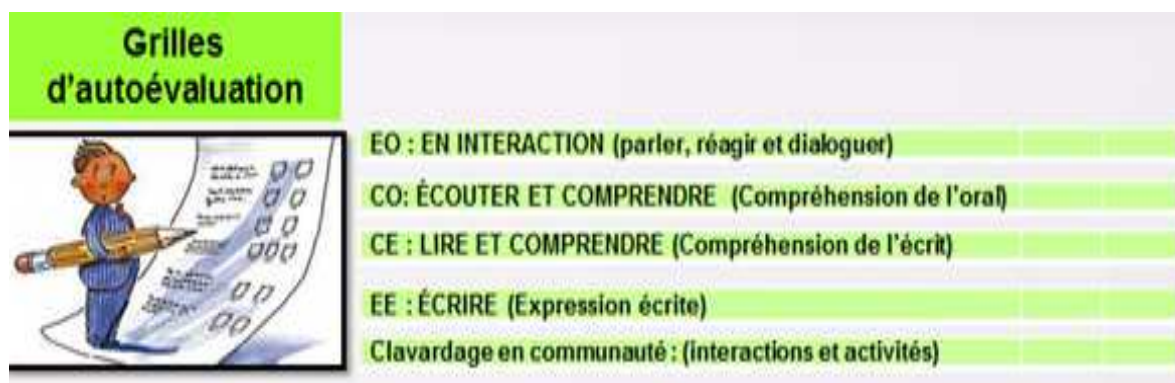 Grilles
d'autoévaluation
EO : EN INTERACTION (parler, réagir et dialoguer)
CO: ÉCOUTER ET COMPRENDRE (Compréhension de l'oral)
CE : LIRE ET COMPRENDRE (Compréhension de l'écrit)
EE : ÉCRIRE (Expression écrite)
Clavardage en communauté : (interactions et activités)